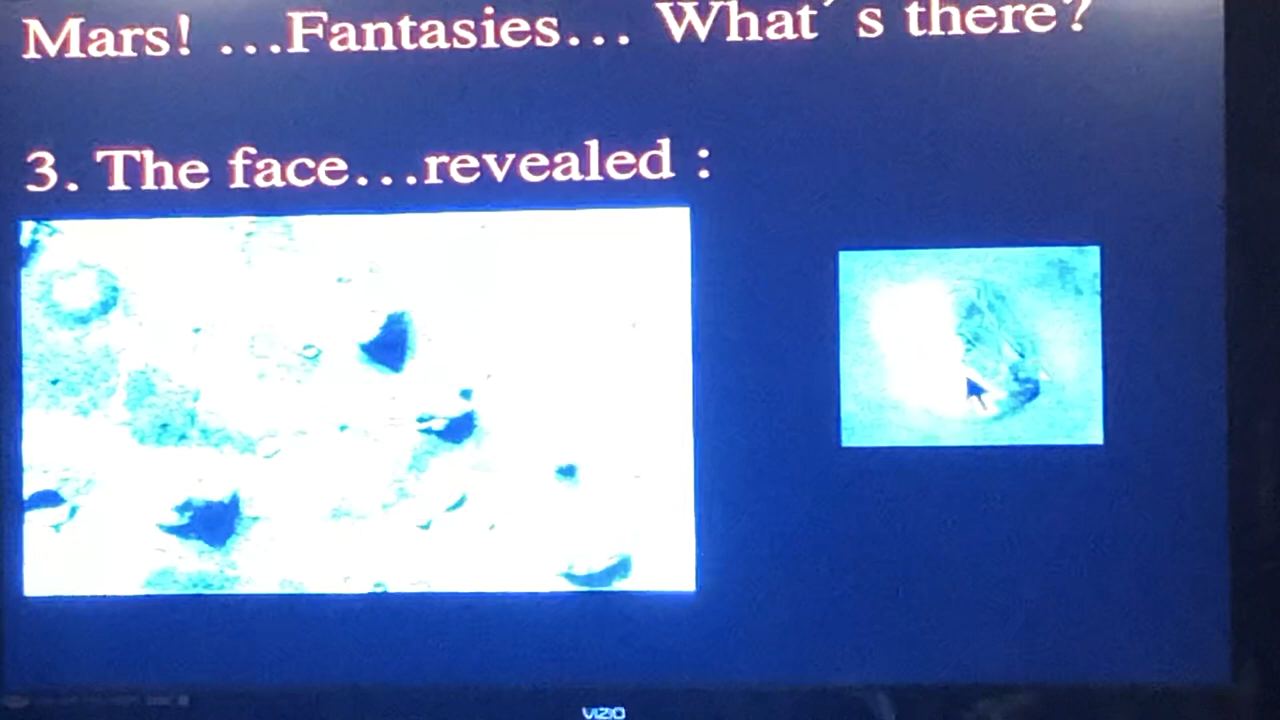 Mars! …Fantasies… What´s there?
3. The face…revealed :
VIZIO